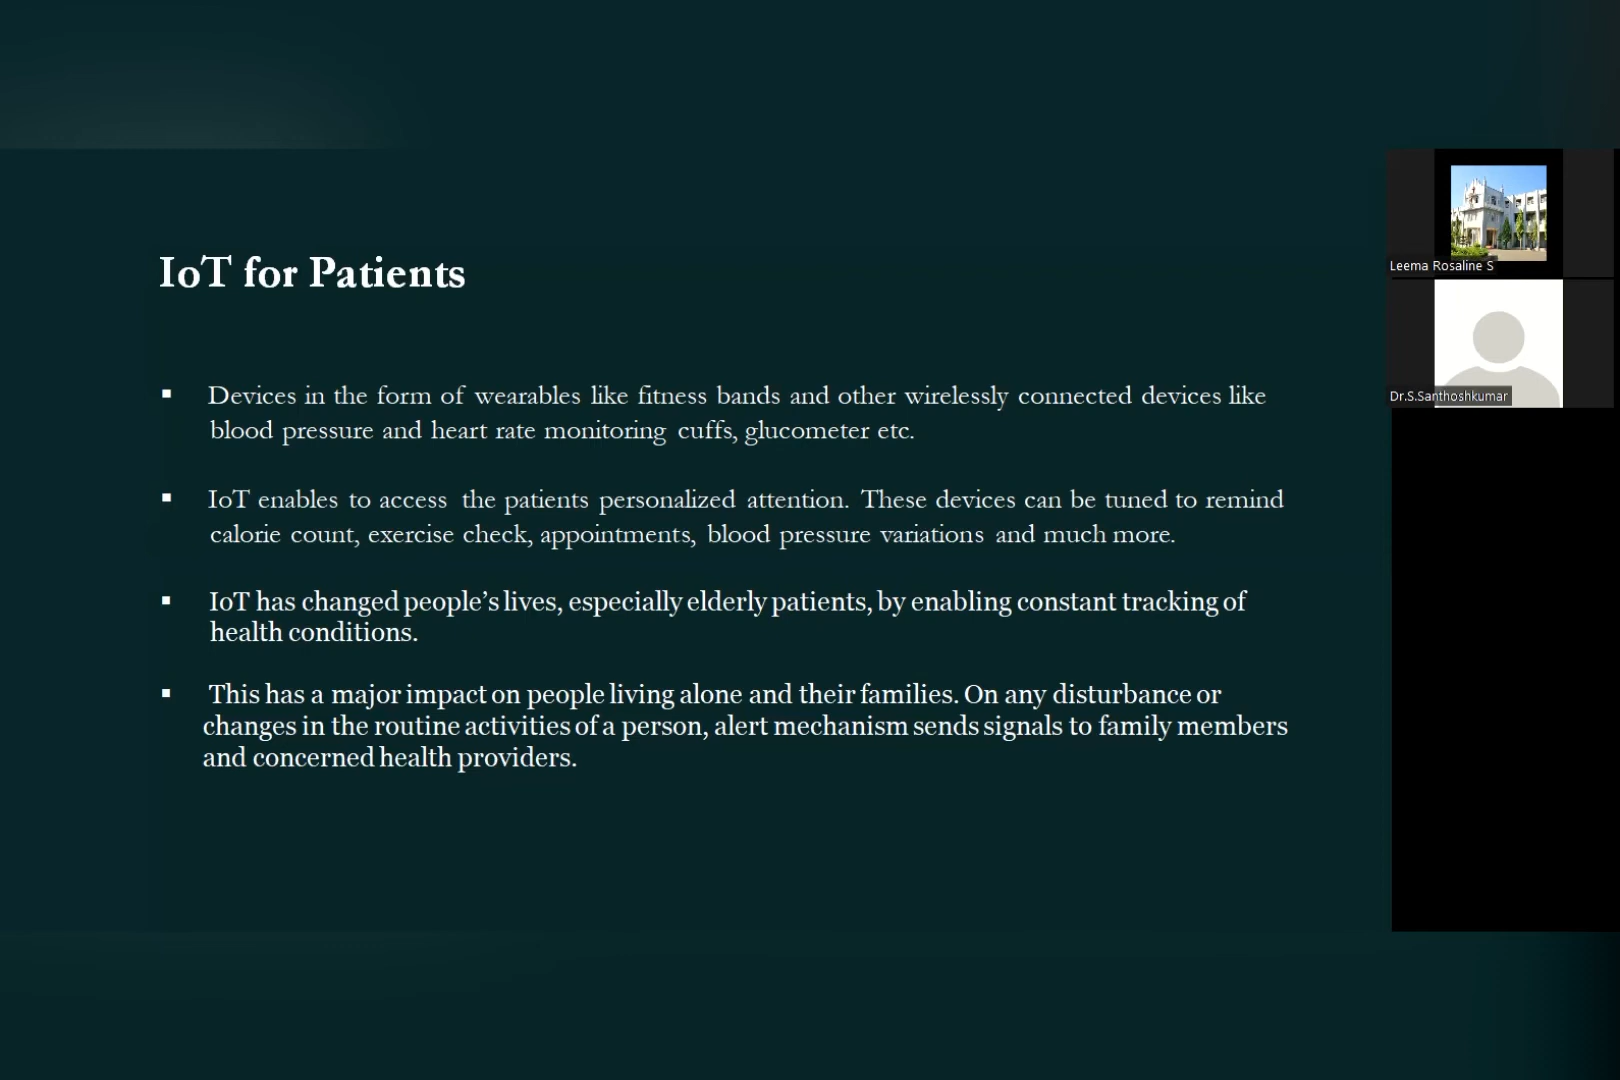 IoT for Patients
▪ Devices in the form of wearables like fitness bands and other wirelessly connected devices like
blood pressure and heart rate monitoring cuffs, glucometer etc.
▪ IoT enables to access the patients personalized attention. These devices can be tuned to remind
calorie count, exercise check, appointments, blood pressure variations and much more.
▪ IoT has changed people’s lives, especially elderly patients, by enabling constant tracking of
health conditions.
▪ This has a major impact on people living alone and their families. On any disturbance or
changes in the routine activities of a person, alert mechanism sends signals to family members
and concerned health providers.
Leema Rosaline S
Dr.S.Santhoshkumar